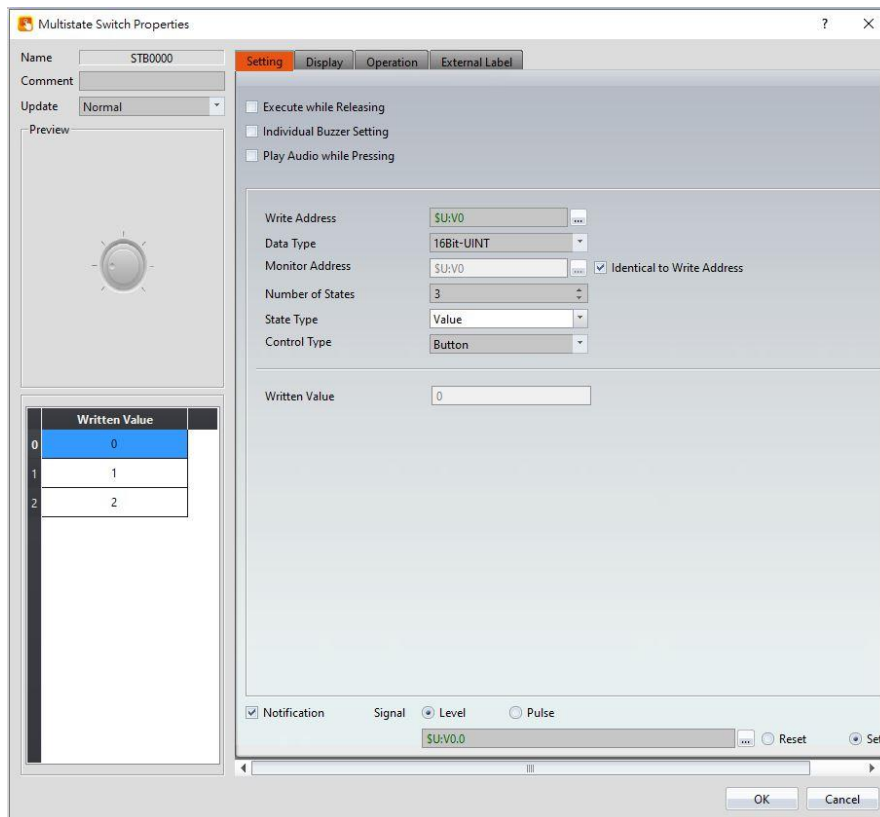 Multistate Switch Properties
Name STB0000
Comment
Update Normal
Preview
Written Value
0 0
1 1
2 2
Setting Display Operation External Label
Execute while Releasing
Individual Buzzer Setting
Play Audio while Pressing
Write Address $U:V0 ...
Data Type 16Bit-UINT
Monitor Address $U:V0 ... Identical to Write Address
Number of States 3
State Type Value
Control Type Button
Written Value 0
Notification Signal Level Pulse
$U:V0.0 ... Reset Set
OK Cancel